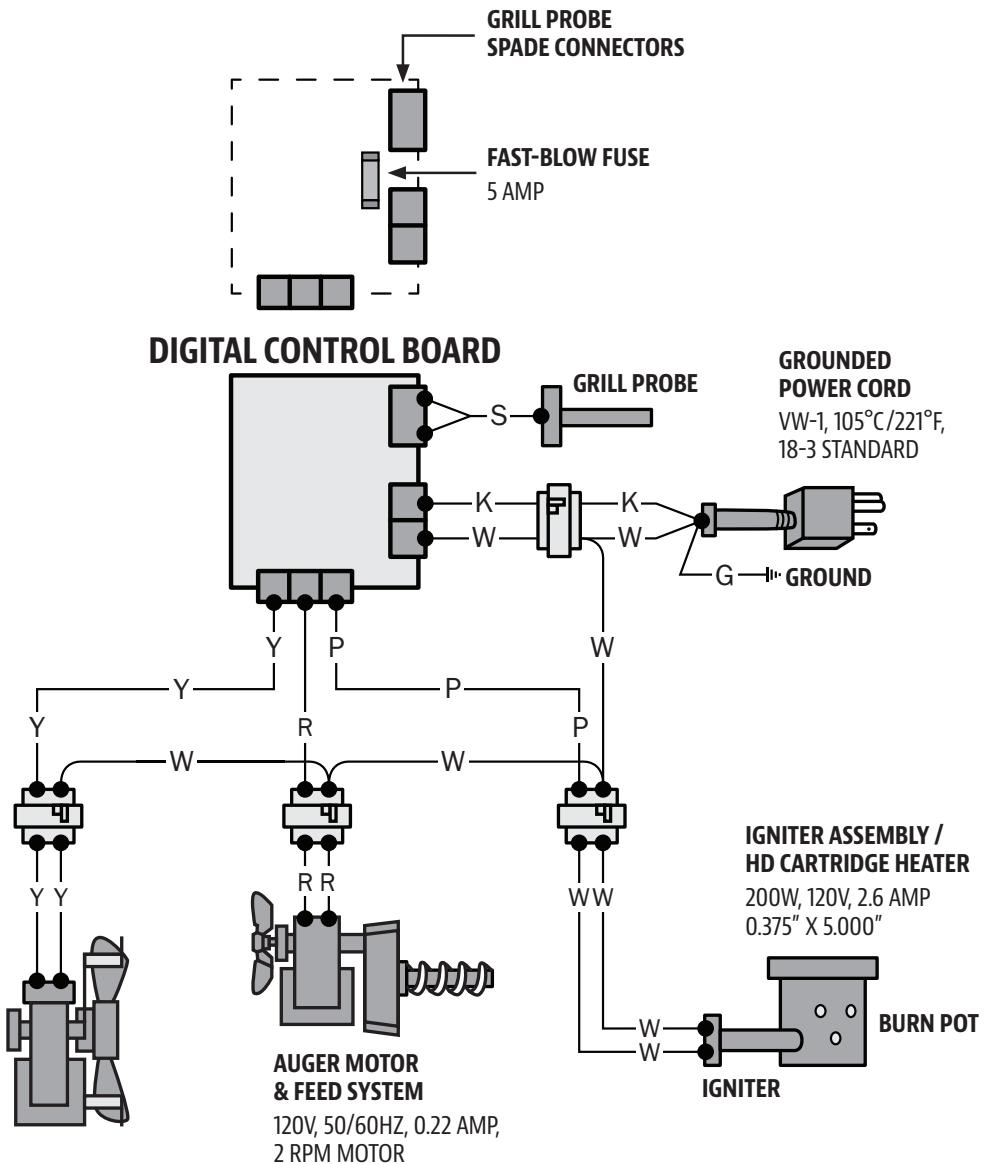 GRILL PROBE
SPADE CONNECTORS
FAST-BLOW FUSE
5 AMP
DIGITAL CONTROL BOARD
GRILL PROBE
GROUNDED
POWER CORD
VW-1, 105°C/221°F,
18-3 STANDARD
S
K
K
W
W
G
GROUND
Y
P
W
Y
P
Y
R
P
W
W
Y Y
R R
W W
IGNITER ASSEMBLY /
HD CARTRIDGE HEATER
200W, 120V, 2.6 AMP
0.375" X 5.000"
W
W
BURN POT
IGNITER
AUGER MOTOR
& FEED SYSTEM
120V, 50/60HZ, 0.22 AMP,
2 RPM MOTOR